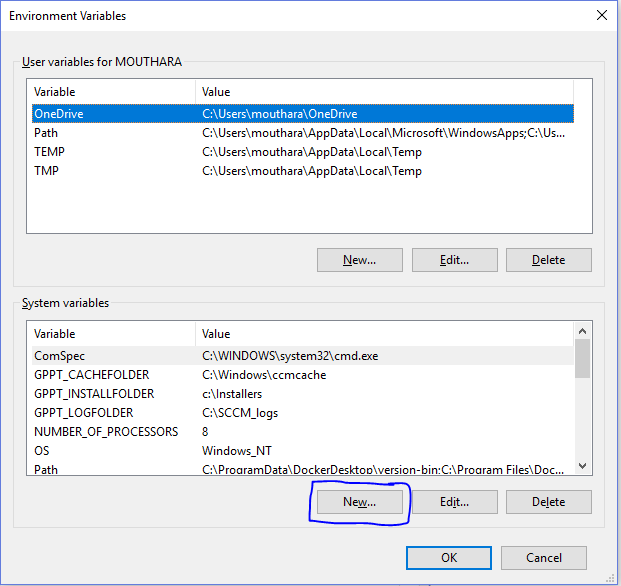 Environment Variables
User variables for MOUTHARA
Variable Value
OneDrive C:\Users\mouthara\OneDrive
Path C:\Users\mouthara\AppData\Local\Microsoft\WindowsApps;C:\Us...
TEMP C:\Users\mouthara\AppData\Local\Temp
TMP C:\Users\mouthara\AppData\Local\Temp
New... Edit... Delete
System variables
Variable Value
ComSpec C:\WINDOWS\system32\cmd.exe
GPPT_CACHEFOLDER C:\Windows\ccmcache
GPPT_INSTALLFOLDER c:\Installers
GPPT_LOGFOLDER C:\SCCM_logs
NUMBER_OF_PROCESSORS 8
OS Windows_NT
Path C:\ProgramData\DockerDesktop\version-bin;C:\Program Files\Doc...
New... Edit... Delete
OK Cancel